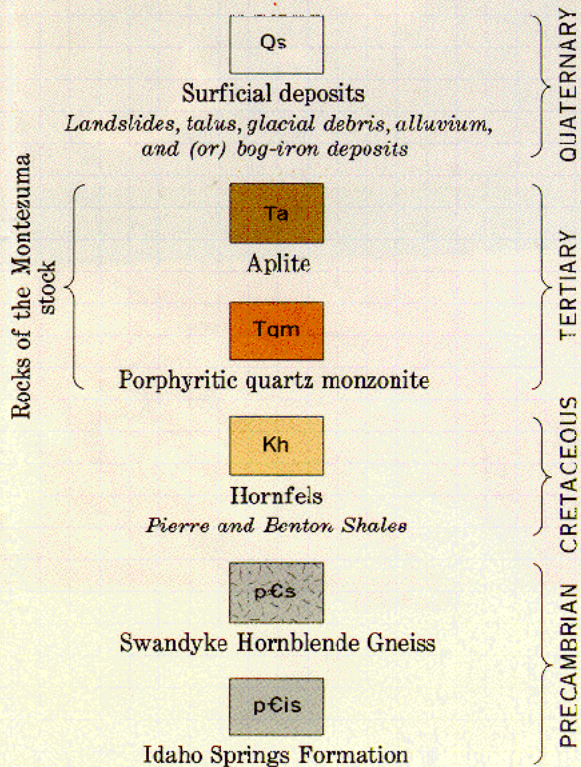 Qs
Surficial deposits
Landslides, talus, glacial debris, alluvium,
and (or) bog-iron deposits
QUATERNARY
Rocks of the Montezuma
stock
Ta
Aplite
Tqm
Porphyritic quartz monzonite
TERTIARY
Kh
Hornfels
Pierre and Benton Shales
CRETACEOUS
p€s
Swandyke Hornblende Gneiss
p€is
Idaho Springs Formation
PRECAMBRIAN